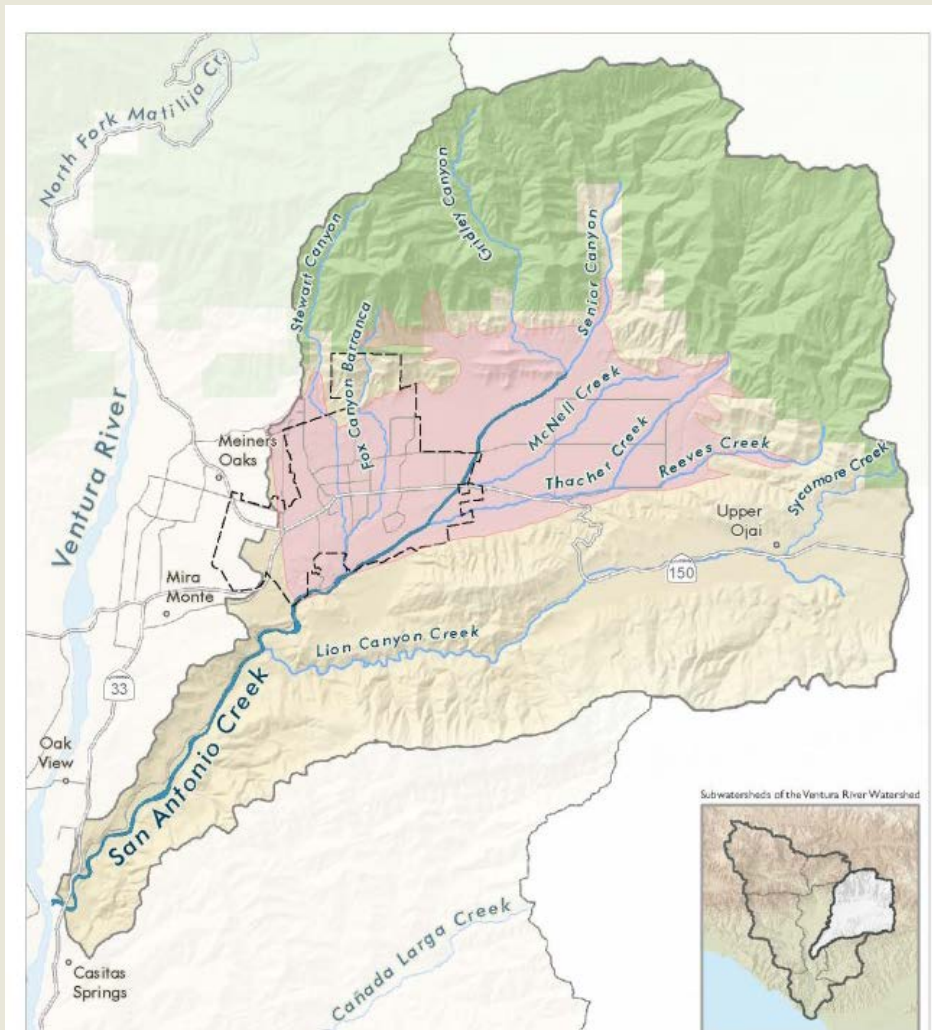 North Fork Matilija Cr.
Stewart Canyon
Gridley Canyon
Senior Canyon
Fox Canyon Barranca
McNell Creek
Thacher Creek
Reeves Creek
Sycamore Creek
Ventura River
Meiners
Oaks
Upper
Ojai
150
Mira
Monte
Lion Canyon Creek
33
San Antonio Creek
Oak
View
Subwatersheds of the Ventura River Watershed
Cañada Larga Creek
Casitas
Springs